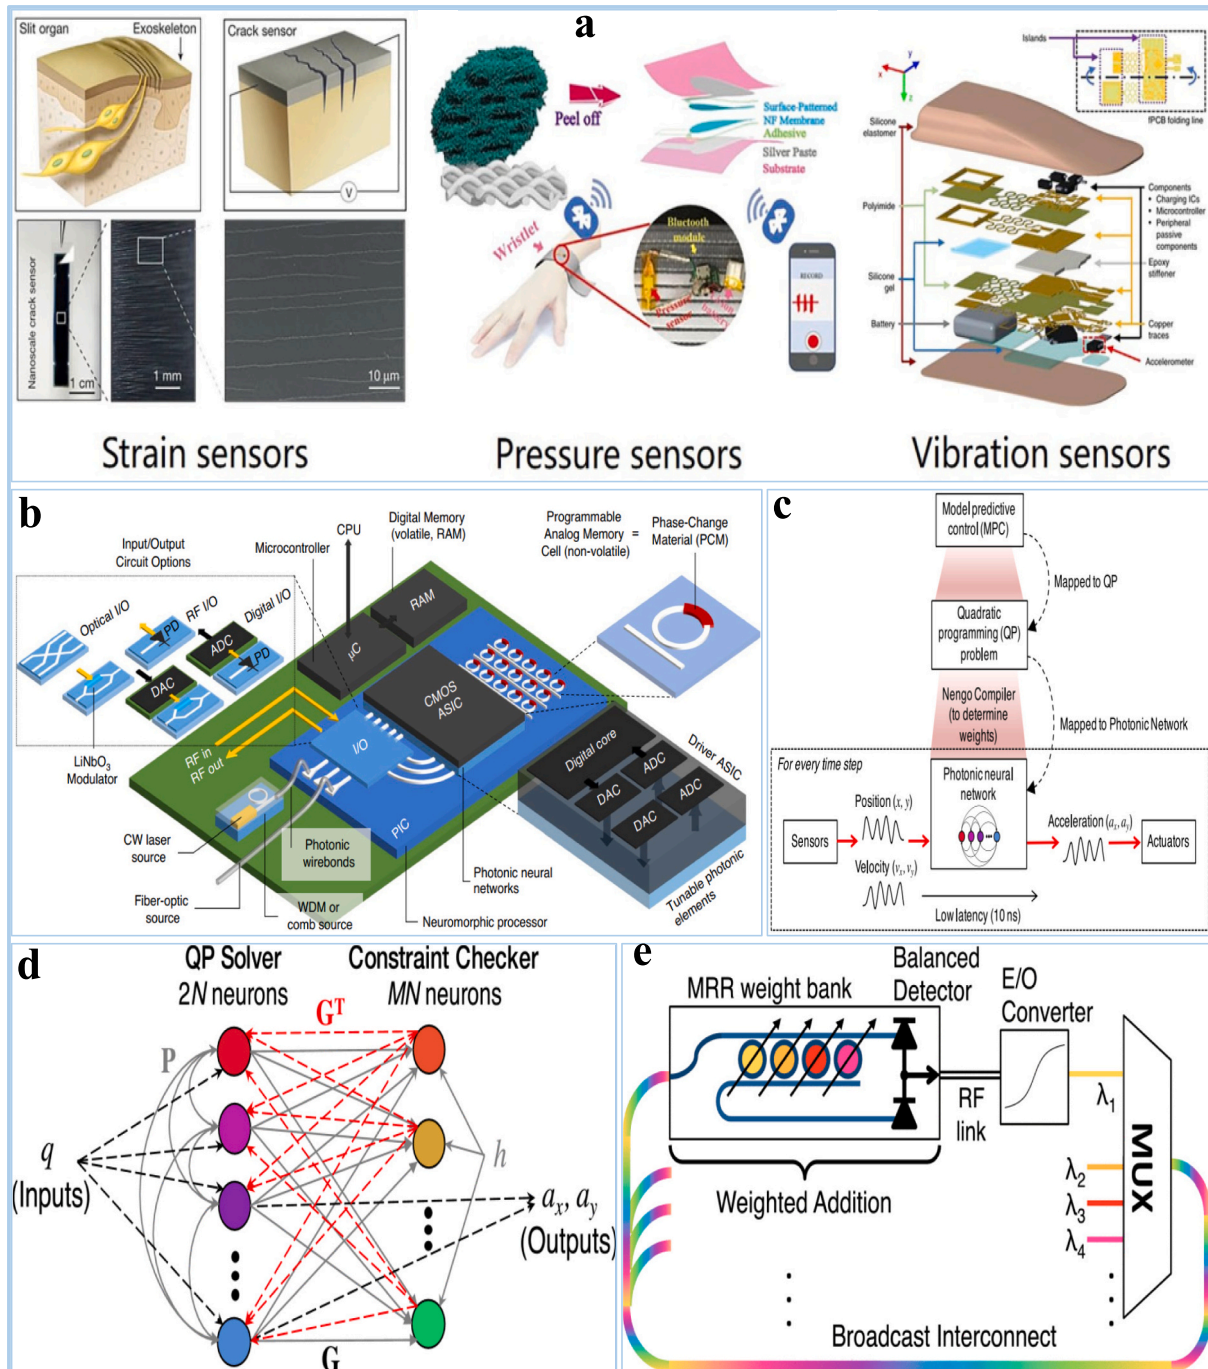 a
Slit organ
Exoskeleton
Crack sensor
V
Nanoscale crack sensor
1 cm
1 mm
10 µm
Strain sensors
Peel off
Surface-Patterned
NF Membrane
Adhesive
Silver Paste
Substrate
Wristlet
Bluetooth
module
Pressure
sensor
RECORD
Pressure sensors
x
y
z
Islands
fPCB folding line
Silicone
elastomer
Polyimide
Silicone
gel
Battery
Components
• Charging ICs
• Microcontroller
• Peripheral
passive
components
Epoxy
stiffener
Copper
traces
Accelerometer
Vibration sensors
b
Input/Output
Circuit Options
Optical I/O
RF I/O
Digital I/O
PD
ADC
PD
DAC
LiNbO3
Modulator
Microcontroller
CPU
Digital Memory
(volatile, RAM)
Programmable
Analog Memory
Cell (non-volatile)
=
Phase-Change
Material (PCM)
RAM
µC
CMOS
ASIC
I/O
RF in
RF out
PIC
CW laser
source
Fiber-optic
source
Photonic
wirebonds
WDM or
comb source
Photonic neural
networks
Neuromorphic processor
Digital core
Driver ASIC
ADC
DAC
ADC
DAC
Tunable photonic
elements
c
Model predictive
control (MPC)
Mapped to QP
Quadratic
programming (QP)
problem
Nengo Compiler
(to determine
weights)
Mapped to Photonic Network
For every time step
Photonic neural
network
Sensors
Position (x, y)
Velocity (vx, vy)
Acceleration (ax, ay)
Actuators
Low latency (10 ns)
d
QP Solver
2N neurons
Constraint Checker
MN neurons
G^T
P
q
(Inputs)
h
ax, ay
(Outputs)
G
e
MRR weight bank
Balanced
Detector
E/O
Converter
RF
link
Weighted Addition
λ1
λ2
λ3
λ4
MUX
Broadcast Interconnect